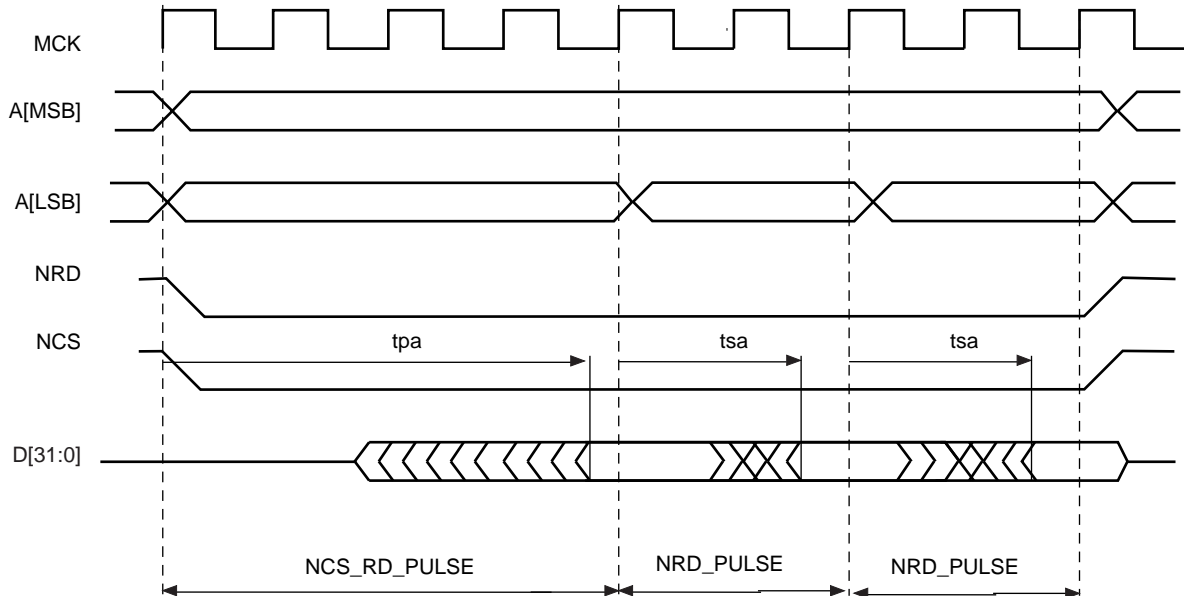 MCK
A[MSB]
A[LSB]
NRD
NCS
tpa
tsa
tsa
D[31:0]
NCS_RD_PULSE
NRD_PULSE
NRD_PULSE